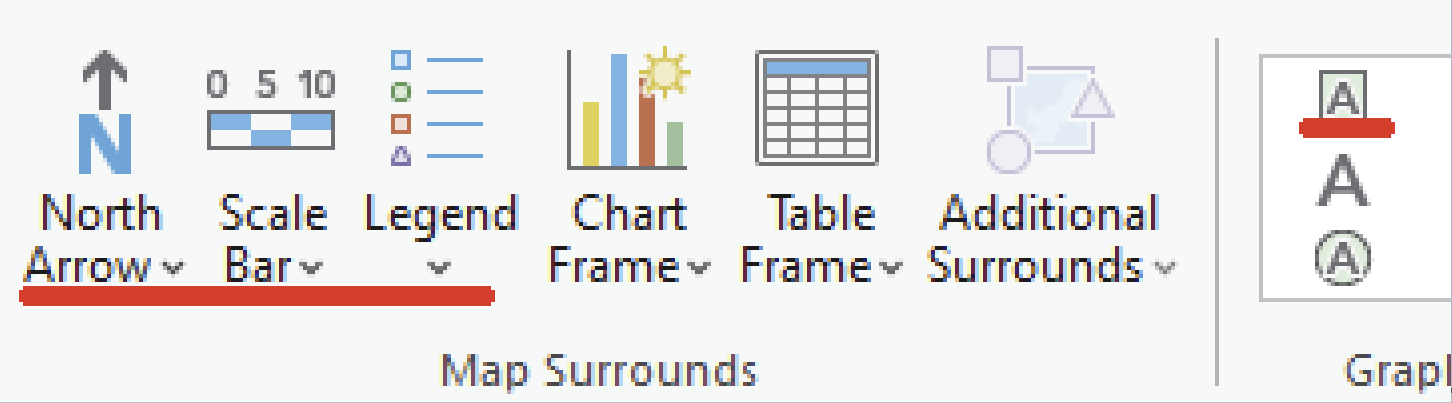 0 5 10
N
North Arrow
Scale Bar
Legend
Chart Frame
Table Frame
Additional Surrounds
Map Surrounds
A
A
A